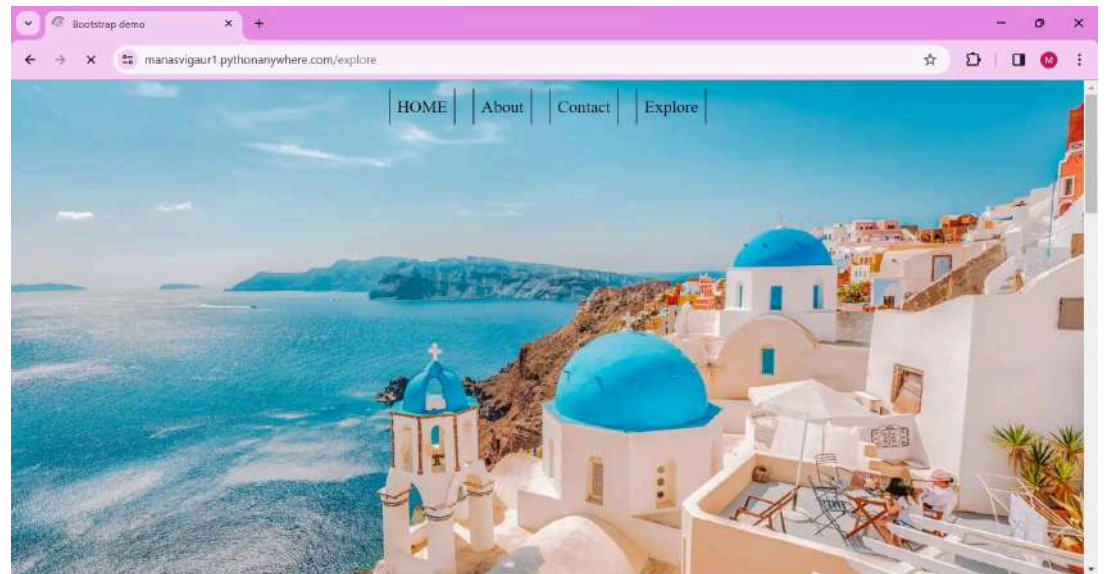 Bootstrap demo
manasvigaur1.pythonanywhere.com/explore
M
HOME About Contact Explore